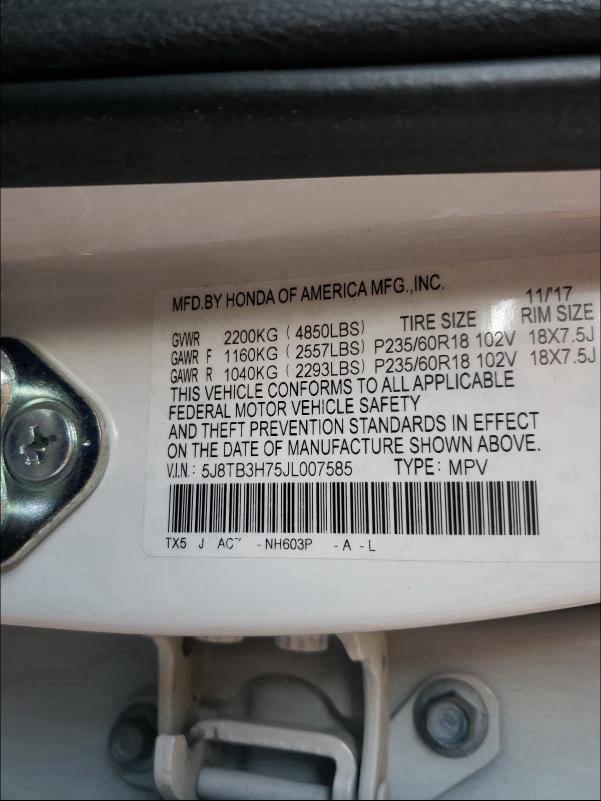 MFD.BY HONDA OF AMERICA MFG.,INC.
11/'17
GVWR 2200KG ( 4850LBS) TIRE SIZE RIM SIZE
GAWR F 1160KG ( 2557LBS) P235/60R18 102V 18X7.5J
GAWR R 1040KG ( 2293LBS) P235/60R18 102V 18X7.5J
THIS VEHICLE CONFORMS TO ALL APPLICABLE
FEDERAL MOTOR VEHICLE SAFETY
AND THEFT PREVENTION STANDARDS IN EFFECT
ON THE DATE OF MANUFACTURE SHOWN ABOVE.
V.I.N.: 5J8TB3H75JL007585 TYPE: MPV
TX5 J - NH603P - A - L